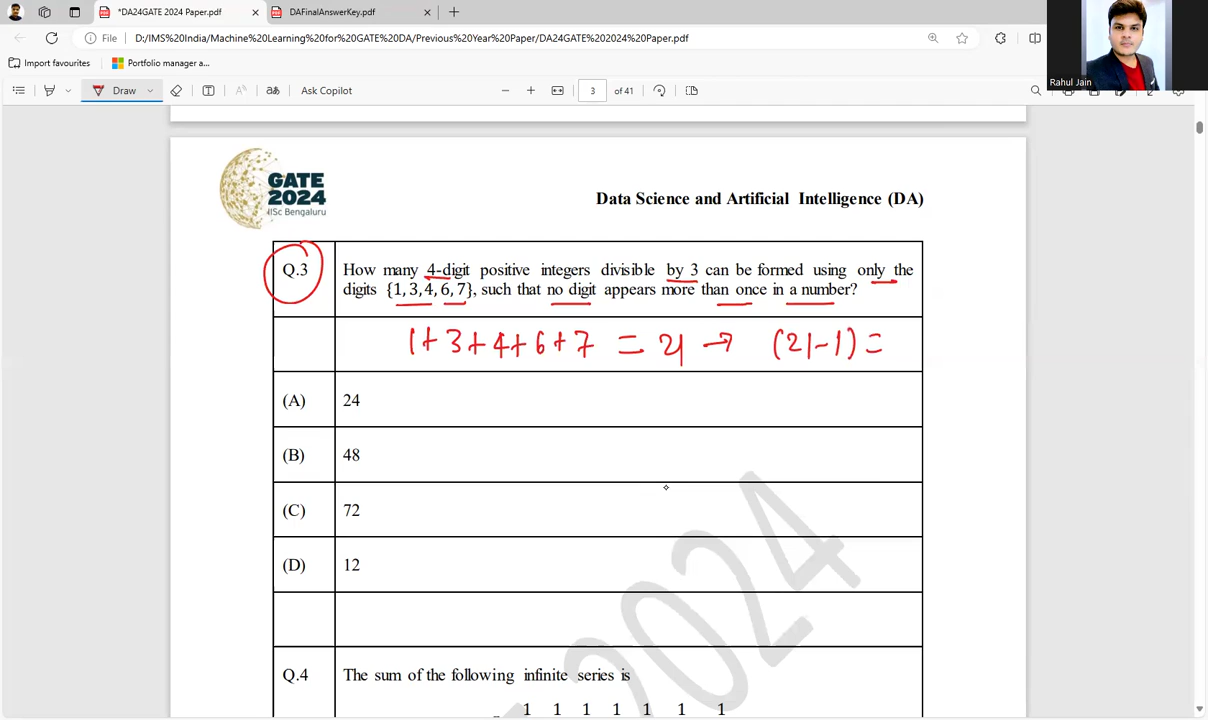 *DA24GATE 2024 Paper.pdf
DAFinalAnswerKey.pdf
File
D:/IMS%20India/Machine%20Learning%20for%20GATE%20DA/Previous%20Year%20Paper/DA24GATE%202024%20Paper.pdf
Import favourites
Portfolio manager a...
Rahul Jain
Draw
Ask Copilot
3 of 41
GATE
2024
IISc Bengaluru
Data Science and Artificial Intelligence (DA)
Q.3
How many 4-digit positive integers divisible by 3 can be formed using only the
digits {1, 3, 4, 6, 7}, such that no digit appears more than once in a number?
1+3+4+6+7 = 21 → (21-1) =
(A) 24
(B) 48
(C) 72
(D) 12
2024
Q.4
The sum of the following infinite series is
1 1 1 1 1 1